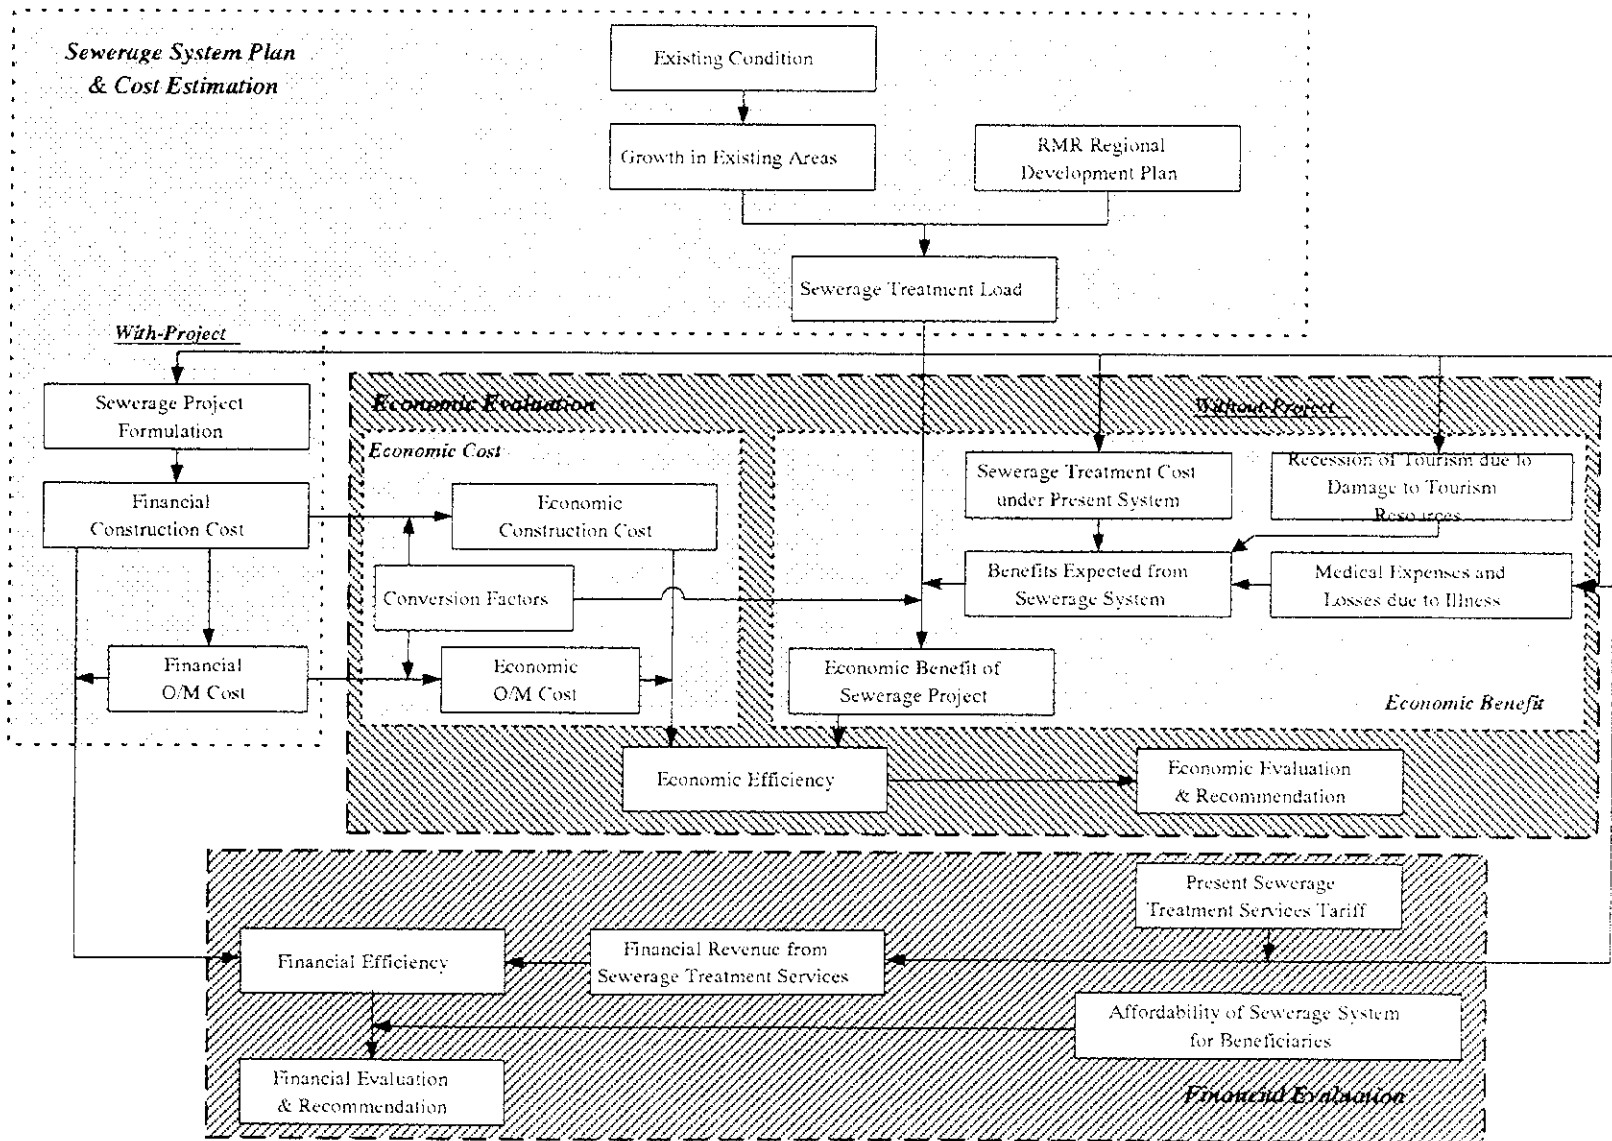 Sewerage System Plan
& Cost Estimation
Existing Condition
Growth in Existing Areas
RMR Regional
Development Plan
Sewerage Treatment Load
With-Project
Sewerage Project
Formulation
Financial
Construction Cost
Financial
O/M Cost
Economic Evaluation
Without-Project
Economic Cost
Economic
Construction Cost
Conversion Factors
Economic
O/M Cost
Sewerage Treatment Cost
under Present System
Recession of Tourism due to
Damage to Tourism
Resources
Benefits Expected from
Sewerage System
Medical Expenses and
Losses due to Illness
Economic Benefit of
Sewerage Project
Economic Benefit
Economic Efficiency
Economic Evaluation
& Recommendation
Present Sewerage
Treatment Services Tariff
Financial Efficiency
Financial Revenue from
Sewerage Treatment Services
Affordability of Sewerage System
for Beneficiaries
Financial Evaluation
& Recommendation
Financial Evaluation